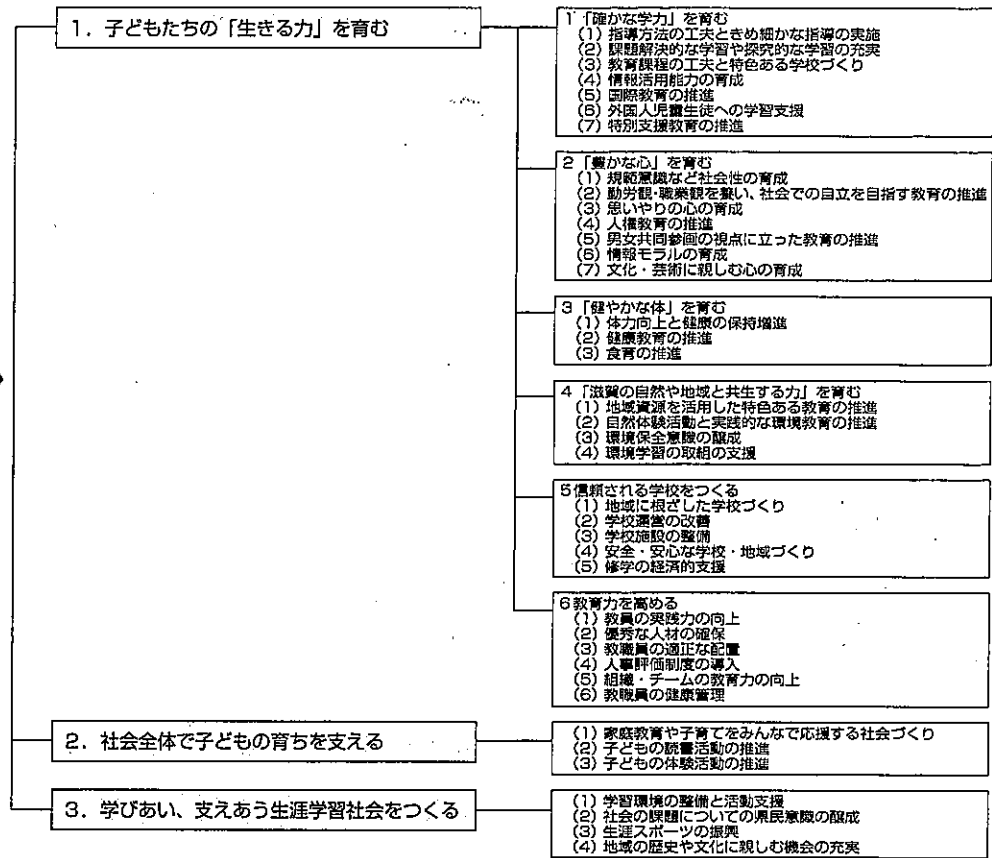 1．子どもたちの「生きる力」を育む
1「確かな学力」を育む
(1) 指導方法の工夫ときめ細かな指導の実施
(2) 課題解決的な学習や探究的な学習の充実
(3) 教育課程の工夫と特色ある学校づくり
(4) 情報活用能力の育成
(5) 国際教育の推進
(6) 外国人児童生徒への学習支援
(7) 特別支援教育の推進
2「豊かな心」を育む
(1) 規範意識など社会性の育成
(2) 勤労観・職業観を養い、社会での自立を目指す教育の推進
(3) 思いやりの心の育成
(4) 人権教育の推進
(5) 男女共同参画の視点に立った教育の推進
(6) 情報モラルの育成
(7) 文化・芸術に親しむ心の育成
3「健やかな体」を育む
(1) 体力向上と健康の保持増進
(2) 健康教育の推進
(3) 食育の推進
4「滋賀の自然や地域と共生する力」を育む
(1) 地域資源を活用した特色ある教育の推進
(2) 自然体験活動と実践的な環境教育の推進
(3) 環境保全意識の醸成
(4) 環境学習の取組の支援
5信頼される学校をつくる
(1) 地域に根ざした学校づくり
(2) 学校運営の改善
(3) 学校施設の整備
(4) 安全・安心な学校・地域づくり
(5) 修学の経済的支援
6教育力を高める
(1) 教員の実践力の向上
(2) 優秀な人材の確保
(3) 教職員の適正な配置
(4) 人事評価制度の導入
(5) 組織・チームの教育力の向上
(6) 教職員の健康管理
2．社会全体で子どもの育ちを支える
(1) 家庭教育や子育てをみんなで応援する社会づくり
(2) 子どもの読書活動の推進
(3) 子どもの体験活動の推進
3．学びあい、支えあう生涯学習社会をつくる
(1) 学習環境の整備と活動支援
(2) 社会の課題についての県民意識の醸成
(3) 生涯スポーツの振興
(4) 地域の歴史や文化に親しむ機会の充実